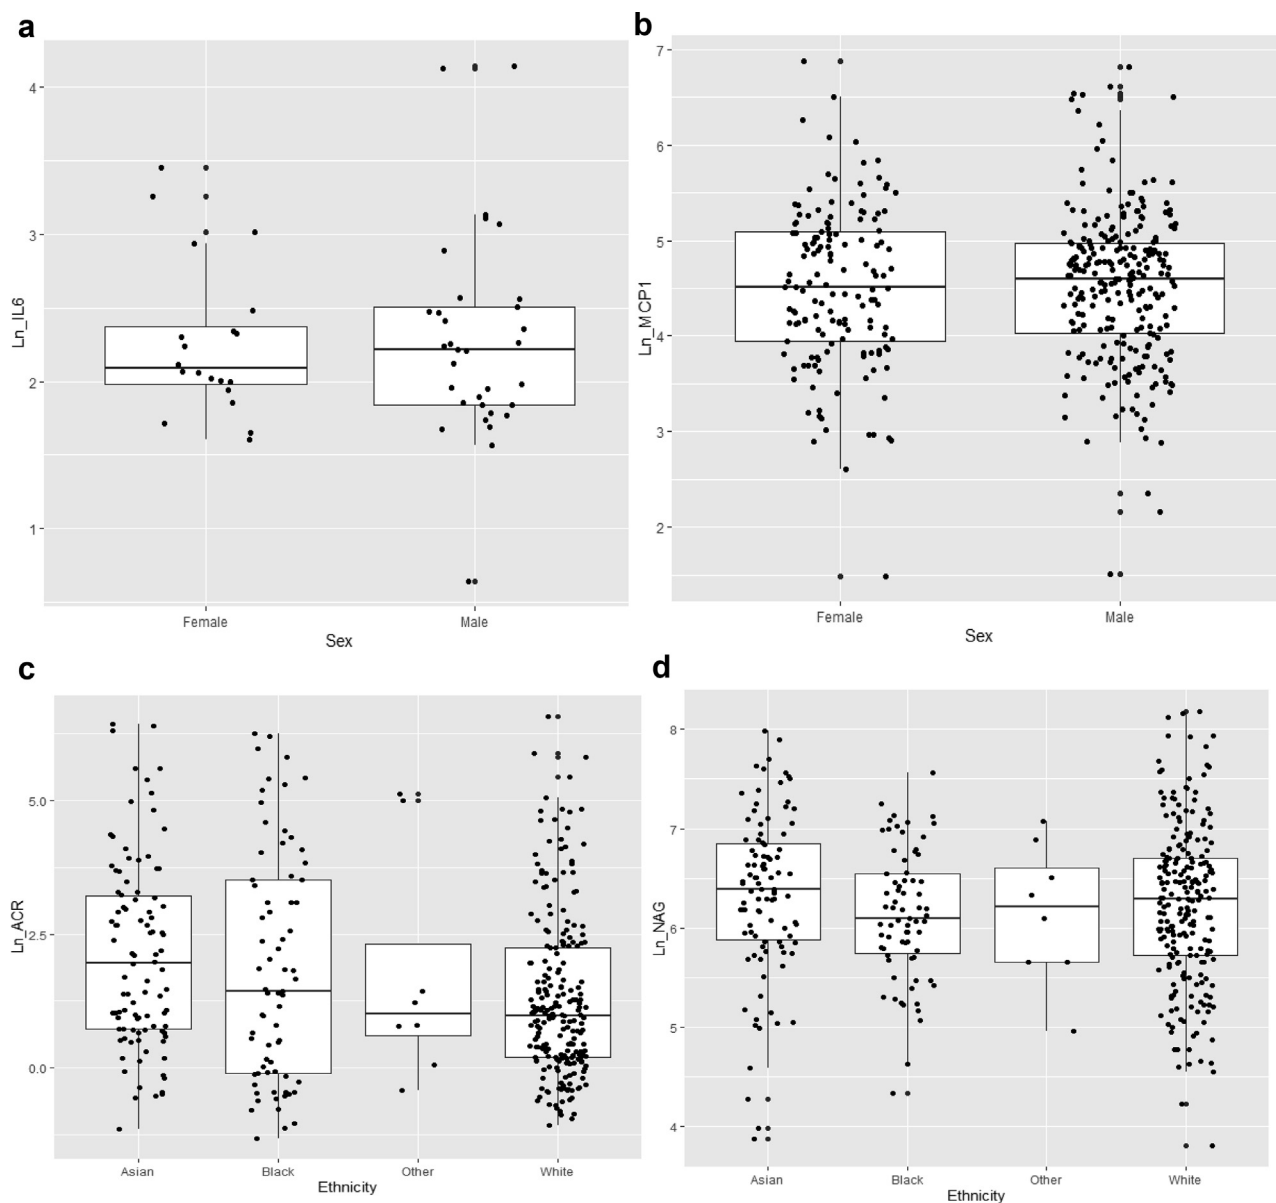 a
4
3
2
1
Ln_IL6
Female
Male
Sex
b
7
6
5
4
3
2
Ln_MCP1
Female
Male
Sex
c
5.0
2.5
0.0
Ln_ACR
Asian
Black
Other
White
Ethnicity
d
8
7
6
5
4
Ln_NAG
Asian
Black
Other
White
Ethnicity